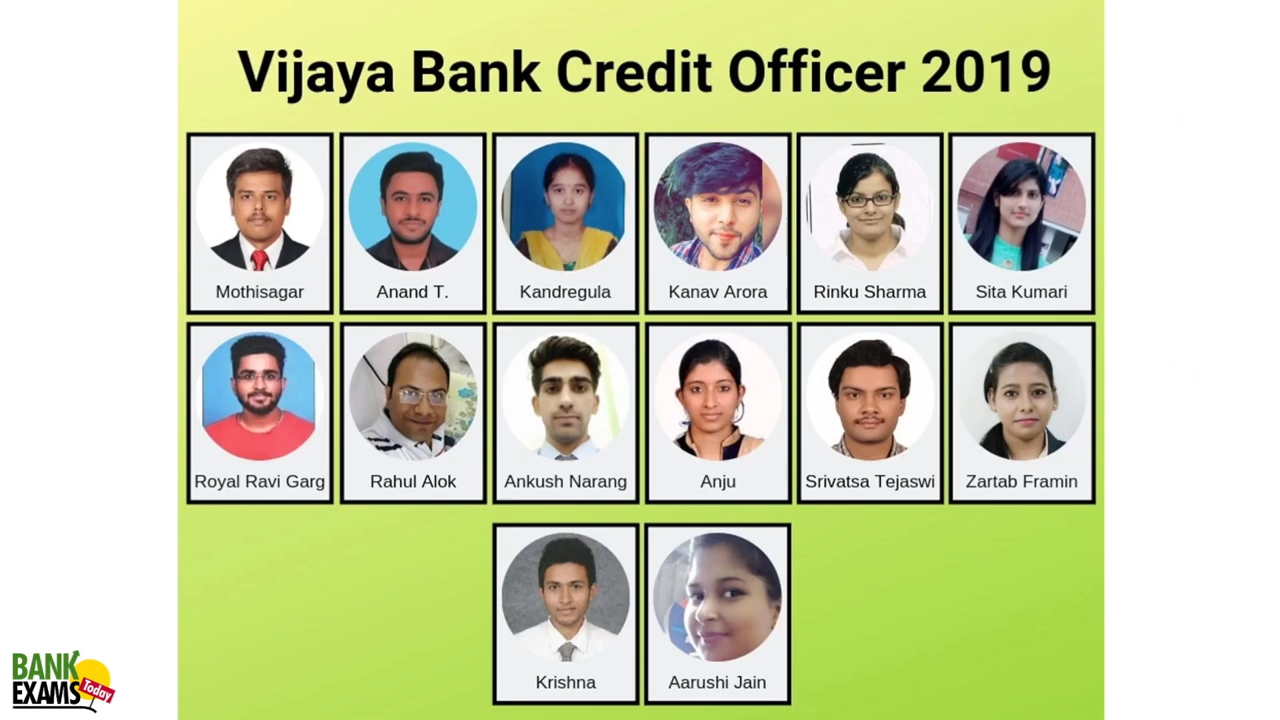 Vijaya Bank Credit Officer 2019
Mothisagar
Anand T.
Kandregula
Kanav Arora
Rinku Sharma
Sita Kumari
Royal Ravi Garg
Rahul Alok
Ankush Narang
Anju
Srivatsa Tejaswi
Zartab Framin
Krishna
Aarushi Jain
BANK
EXAMS Today